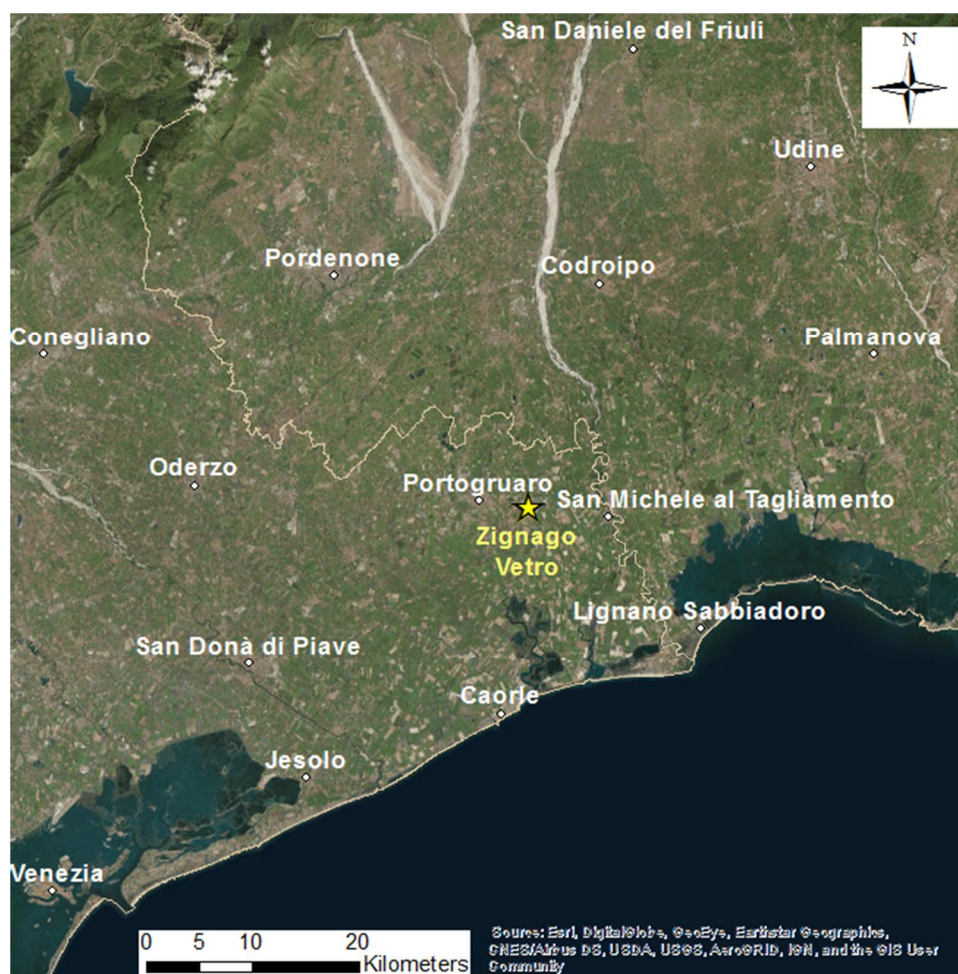 San Daniele del Friuli
N
Udine
Pordenone
Codroipo
Conegliano
Palmanova
Oderzo
Portogruaro
San Michele al Tagliamento
Zignago
Vetro
Lignano Sabbiadoro
San Donà di Piave
Caorle
Jesolo
Venezia
0 5 10 20
Kilometers
Source: Esri, DigitalGlobe, GeoEye, Earthstar Geographics,
CNES/Airbus DS, USDA, USGS, AeroGRID, IGN, and the GIS User
Community